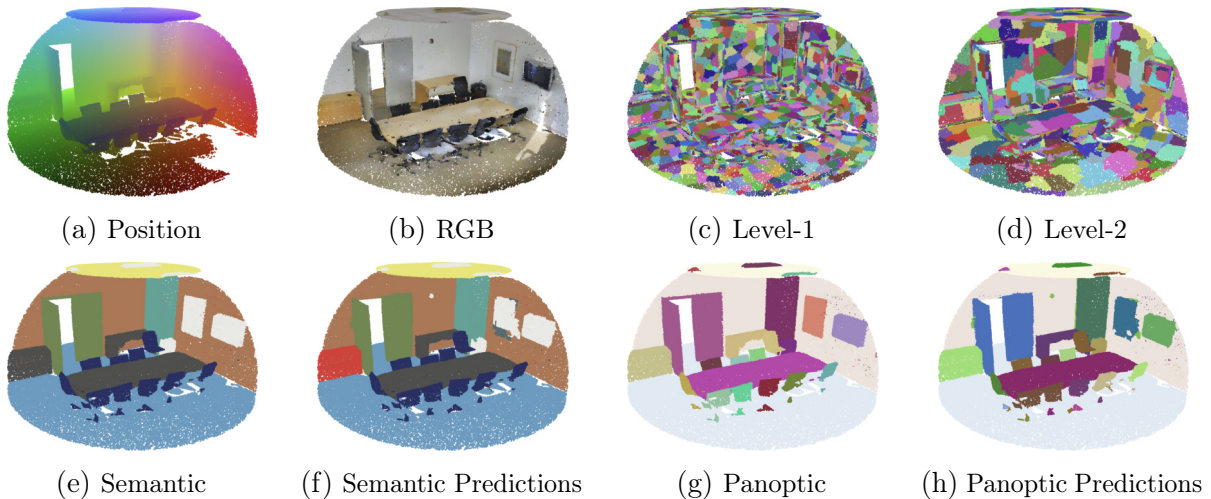 (a) Position
(b) RGB
(c) Level-1
(d) Level-2
(e) Semantic
(f) Semantic Predictions
(g) Panoptic
(h) Panoptic Predictions